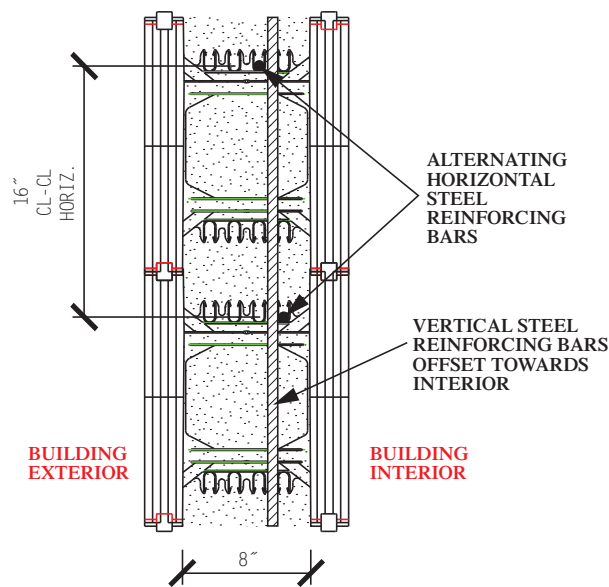 16″
CL-CL
HORIZ.
ALTERNATING
HORIZONTAL
STEEL
REINFORCING
BARS
VERTICAL STEEL
REINFORCING BARS
OFFSET TOWARDS
INTERIOR
BUILDING
EXTERIOR
BUILDING
INTERIOR
8″